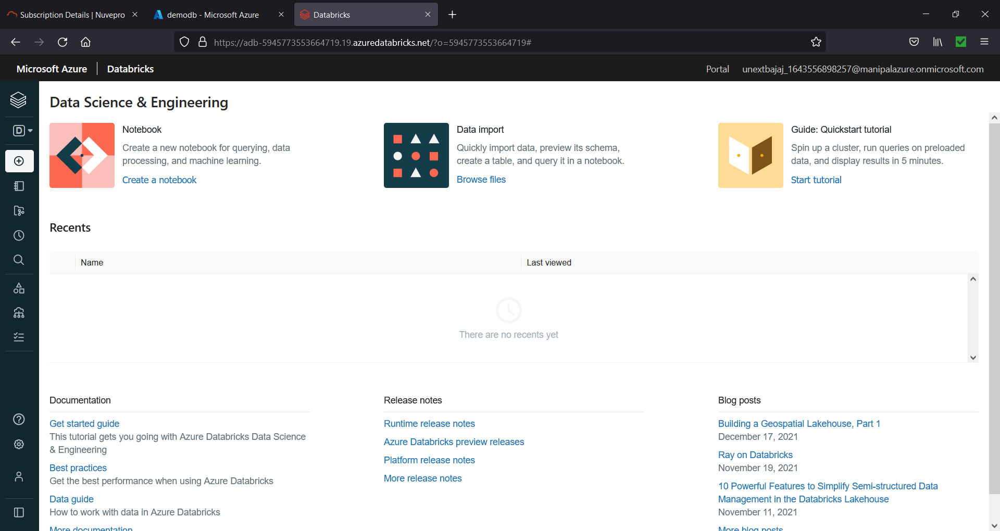 Subscription Details | Nuvepro
demodb - Microsoft Azure
Databricks
https://adb-5945773553664719.19.azuredatabricks.net/?o=5945773553664719#
Microsoft Azure
Databricks
Portal
unextbajaj_1643556898257@manipalazure.onmicrosoft.com
D
Data Science & Engineering
Notebook
Create a new notebook for querying, data
processing, and machine learning.
Create a notebook
Data import
Quickly import data, preview its schema,
create a table, and query it in a notebook.
Browse files
Guide: Quickstart tutorial
Spin up a cluster, run queries on preloaded
data, and display results in 5 minutes.
Start tutorial
Recents
Name
Last viewed
There are no recents yet
Documentation
Get started guide
This tutorial gets you going with Azure Databricks Data Science
& Engineering
Best practices
Get the best performance when using Azure Databricks
Data guide
How to work with data in Azure Databricks
More documentation
Release notes
Runtime release notes
Azure Databricks preview releases
Platform release notes
More release notes
Blog posts
Building a Geospatial Lakehouse, Part 1
December 17, 2021
Ray on Databricks
November 19, 2021
10 Powerful Features to Simplify Semi-structured Data
Management in the Databricks Lakehouse
November 11, 2021
More blog posts